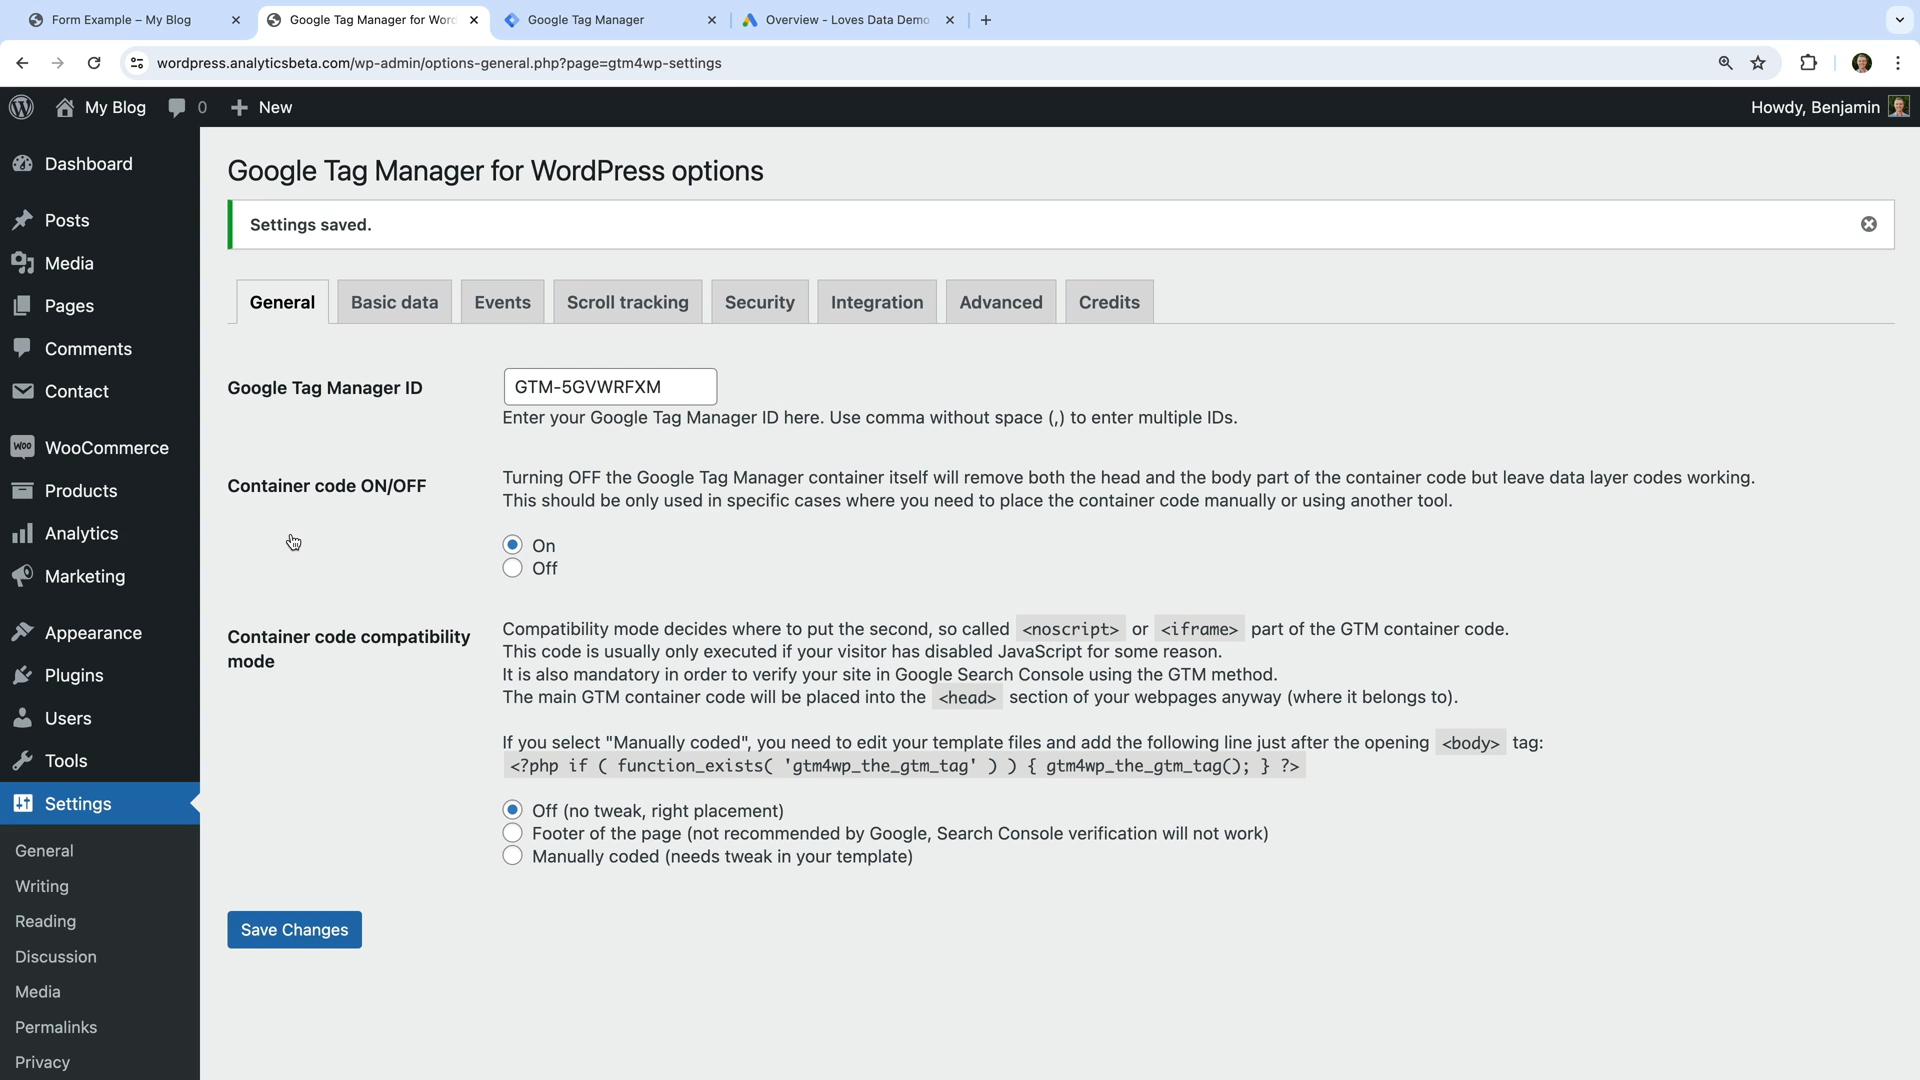 Form Example – My Blog
Google Tag Manager for Wor
Google Tag Manager
Overview - Loves Data Demo
wordpress.analyticsbeta.com/wp-admin/options-general.php?page=gtm4wp-settings
My Blog
0
New
Howdy, Benjamin
Dashboard
Posts
Media
Pages
Comments
Contact
WooCommerce
Products
Analytics
Marketing
Appearance
Plugins
Users
Tools
Settings
General
Writing
Reading
Discussion
Media
Permalinks
Privacy
Google Tag Manager for WordPress options
Settings saved.
General
Basic data
Events
Scroll tracking
Security
Integration
Advanced
Credits
Google Tag Manager ID
GTM-5GVWRFXM
Enter your Google Tag Manager ID here. Use comma without space (,) to enter multiple IDs.
Container code ON/OFF
Turning OFF the Google Tag Manager container itself will remove both the head and the body part of the container code but leave data layer codes working.
This should be only used in specific cases where you need to place the container code manually or using another tool.
On
Off
Container code compatibility
mode
Compatibility mode decides where to put the second, so called <noscript> or <iframe> part of the GTM container code.
This code is usually only executed if your visitor has disabled JavaScript for some reason.
It is also mandatory in order to verify your site in Google Search Console using the GTM method.
The main GTM container code will be placed into the <head> section of your webpages anyway (where it belongs to).
If you select "Manually coded", you need to edit your template files and add the following line just after the opening <body> tag:
<?php if ( function_exists( 'gtm4wp_the_gtm_tag' ) ) { gtm4wp_the_gtm_tag(); } ?>
Off (no tweak, right placement)
Footer of the page (not recommended by Google, Search Console verification will not work)
Manually coded (needs tweak in your template)
Save Changes